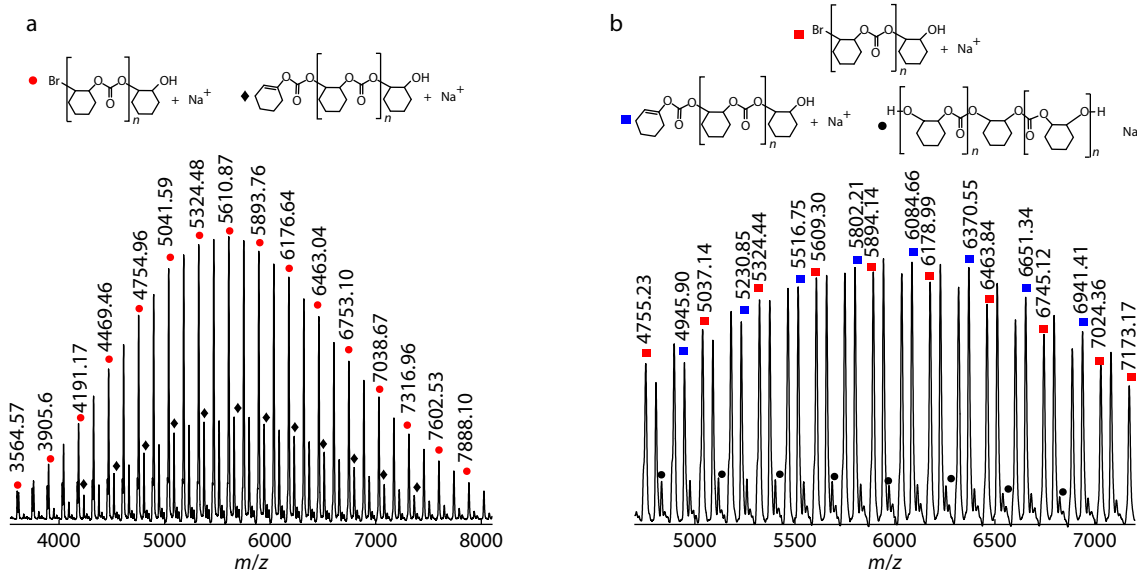 a
Br
O
O
O
OH
n
+ Na⁺
O
O
O
O
O
O
OH
n
+ Na⁺
3564.57
3905.6
4191.17
4469.46
4754.96
5041.59
5324.48
5610.87
5893.76
6176.64
6463.04
6753.10
7038.67
7316.96
7602.53
7888.10
4000
5000
6000
7000
8000
m/z
b
Br
O
O
O
OH
n
+ Na⁺
O
O
O
O
O
O
OH
n
+ Na⁺
H
O
O
O
O
O
O
O
O
H
n
n
Na
4755.23
4945.90
5037.14
5230.85
5324.44
5516.75
5609.30
5802.21
5894.14
6084.66
6178.99
6370.55
6463.84
6651.34
6745.12
6941.41
7024.36
7173.17
5000
5500
6000
6500
7000
m/z